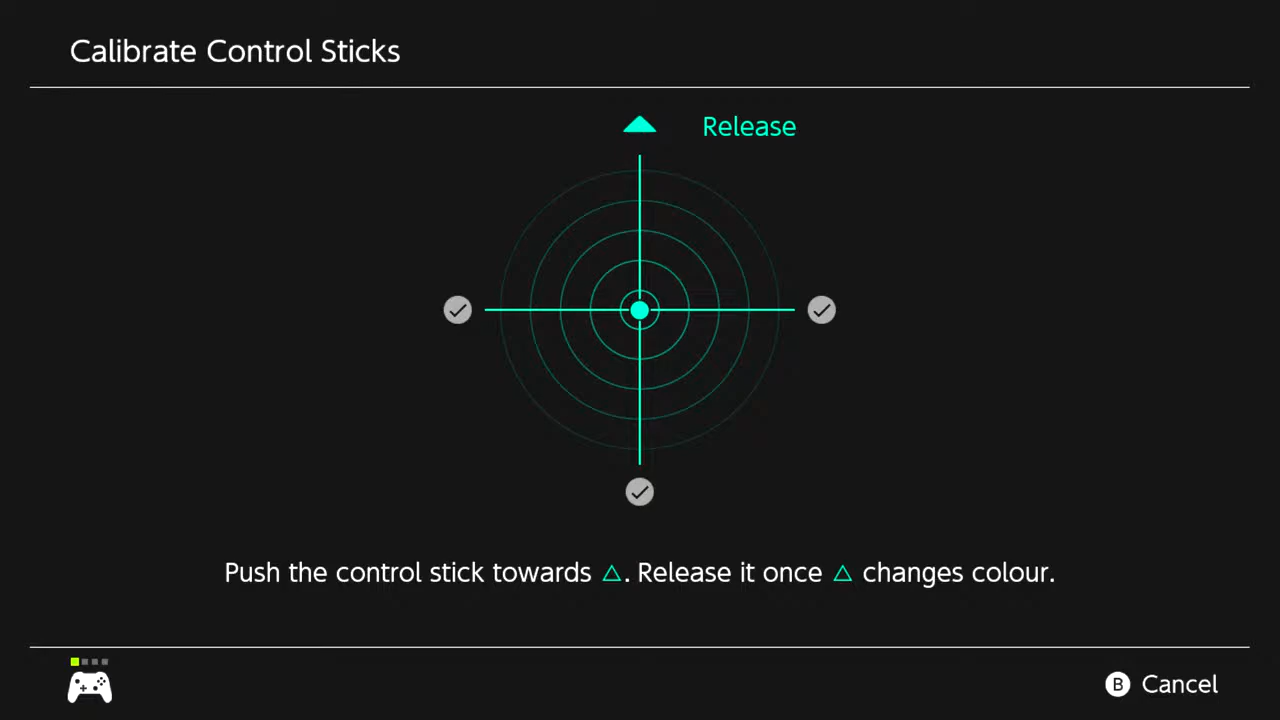 Calibrate Control Sticks
Release
Push the control stick towards △. Release it once △ changes colour.
B Cancel